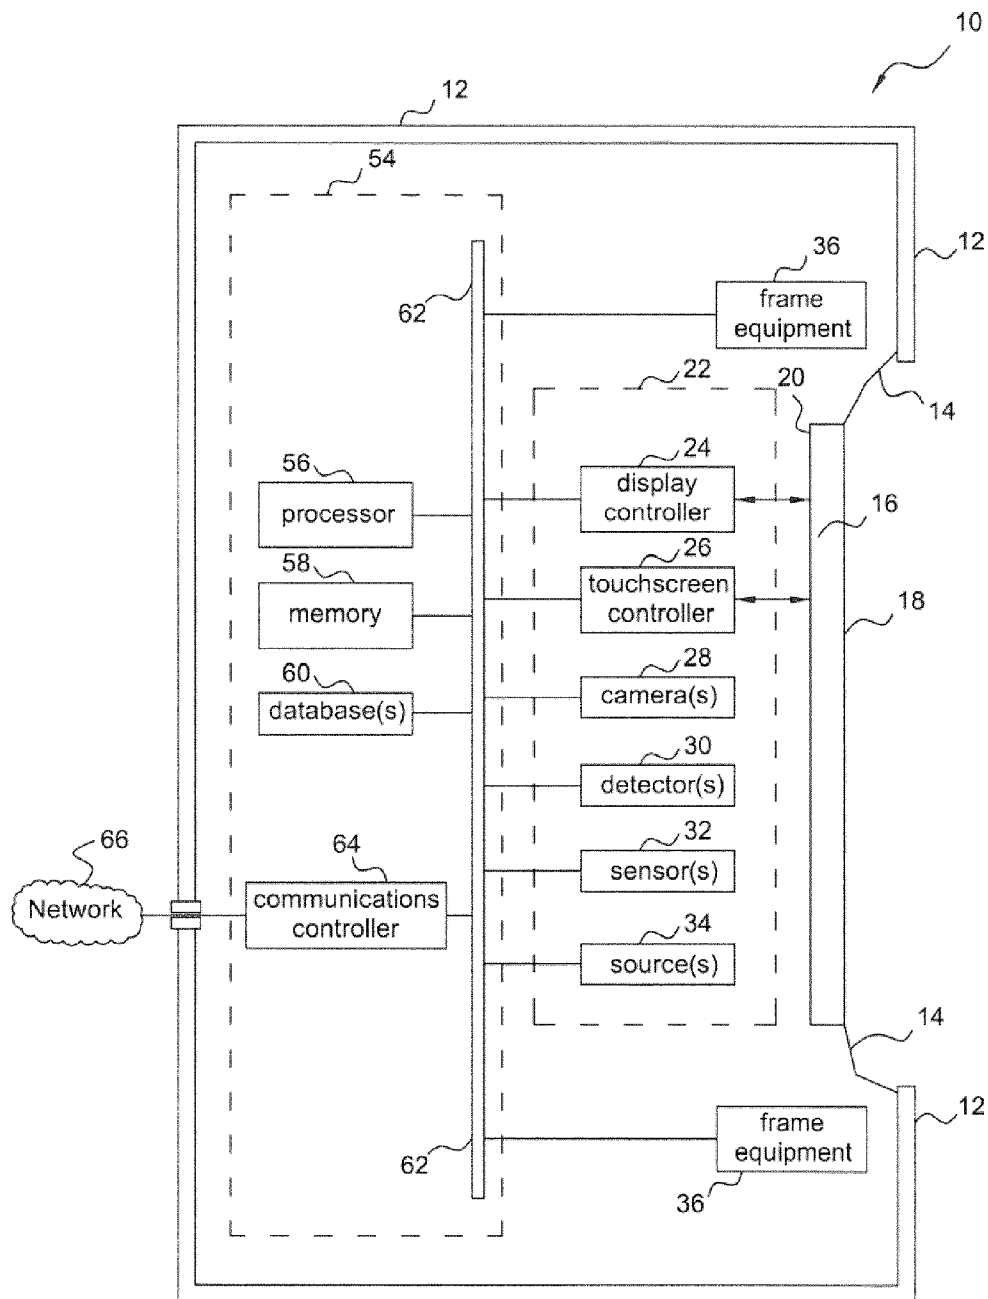 10
12
54
12
36
frame
equipment
62
22
20
14
24
display
controller
56
processor
16
26
touchscreen
controller
58
memory
18
28
camera(s)
60
database(s)
30
detector(s)
66
Network
64
communications
controller
32
sensor(s)
34
source(s)
14
12
frame
equipment
62
36